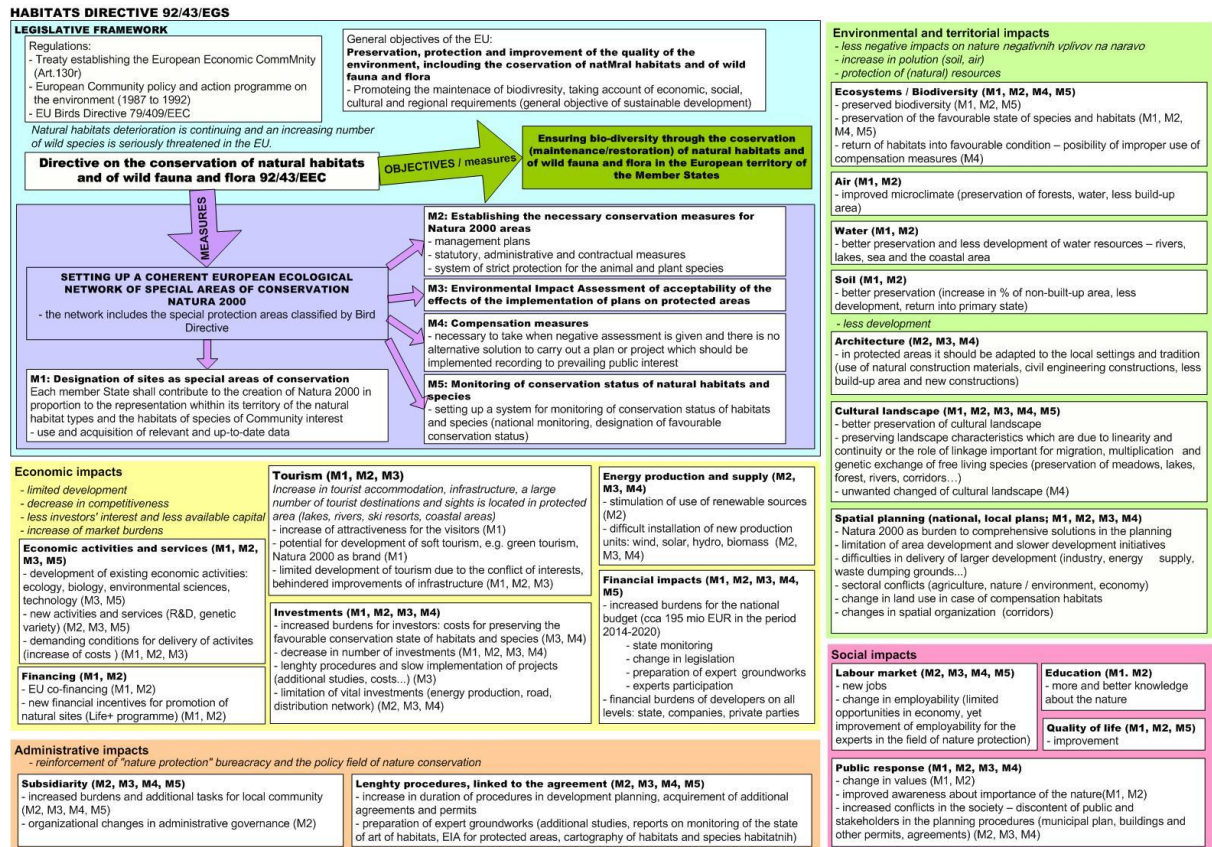 HABITATS DIRECTIVE 92/43/EGS
LEGISLATIVE FRAMEWORK
Regulations:
- Treaty establishing the European Economic CommMnity
(Art.130r)
- European Community policy and action programme on
the environment (1987 to 1992)
- EU Birds Directive 79/409/EEC
Natural habitats deterioration is continuing and an increasing number
of wild species is seriously threatened in the EU.
General objectives of the EU:
Preservation, protection and improvement of the quality of the
environment, inclouding the coservation of natMral habitats and of wild
fauna and flora
- Promoteing the maintenace of biodivresity, taking account of economic, social,
cultural and regional requirements (general objective of sustainable development)
Directive on the conservation of natural habitats
and of wild fauna and flora 92/43/EEC
OBJECTIVES / measures
Ensuring bio-diversity through the coservation
(maintenance/restoration) of natural habitats and
of wild fauna and flora in the European territory of
the Member States
MEASURES
SETTING UP A COHERENT EUROPEAN ECOLOGICAL
NETWORK OF SPECIAL AREAS OF CONSERVATION
NATURA 2000
- the network includes the special protection areas classified by Bird
Directive
M1: Designation of sites as special areas of conservation
Each member State shall contribute to the creation of Natura 2000 in
proportion to the representation whithin its territory of the natural
habitat types and the habitats of species of Community interest
- use and acquisition of relevant and up-to-date data
M2: Establishing the necessary conservation measures for
Natura 2000 areas
- management plans
- statutory, administrative and contractual measures
- system of strict protection for the animal and plant species
M3: Environmental Impact Assessment of acceptability of the
effects of the implementation of plans on protected areas
M4: Compensation measures
- necessary to take when negative assessment is given and there is no
alternative solution to carry out a plan or project which should be
implemented recording to prevailing public interest
M5: Monitoring of conservation status of natural habitats and
species
- setting up a system for monitoring of conservation status of habitats
and species (national monitoring, designation of favourable
conservation status)
Economic impacts
- limited development
- decrease in competitiveness
- less investors' interest and less available capital
- increase of market burdens
Economic activities and services (M1, M2,
M3, M5)
- development of existing economic activities:
ecology, biology, environmental sciences,
technology (M3, M5)
- new activities and services (R&D, genetic
variety) (M2, M3, M5)
- demanding conditions for delivery of activites
(increase of costs ) (M1, M2, M3)
Financing (M1, M2)
- EU co-financing (M1, M2)
- new financial incentives for promotion of
natural sites (Life+ programme) (M1, M2)
Tourism (M1, M2, M3)
Increase in tourist accommodation, infrastructure, a large
number of tourist destinations and sights is located in protected
area (lakes, rivers, ski resorts, coastal areas)
- increase of attractiveness for the visitors (M1)
- potential for development of soft tourism, e.g. green tourism,
Natura 2000 as brand (M1)
- limited development of tourism due to the conflict of interests,
behindered improvements of infrastructure (M1, M2, M3)
Investments (M1, M2, M3, M4)
- increased burdens for investors: costs for preserving the
favourable conservation state of habitats and species (M3, M4)
- decrease in number of investments (M1, M2, M3, M4)
- lenghty procedures and slow implementation of projects
(additional studies, costs...) (M3)
- limitation of vital investments (energy production, road,
distribution network) (M2, M3, M4)
Energy production and supply (M2,
M3, M4)
- stimulation of use of renewable sources
(M2)
- difficult installation of new production
units: wind, solar, hydro, biomass (M2,
M3, M4)
Financial impacts (M1, M2, M3, M4,
M5)
- increased burdens for the national
budget (cca 195 mio EUR in the period
2014-2020)
- state monitoring
- change in legislation
- preparation of expert groundworks
- experts participation
- financial burdens of developers on all
levels: state, companies, private parties
Administrative impacts
- reinforcement of "nature protection" bureacracy and the policy field of nature conservation
Subsidiarity (M2, M3, M4, M5)
- increased burdens and additional tasks for local community
(M2, M3, M4, M5)
- organizational changes in administrative governance (M2)
Lenghty procedures, linked to the agreement (M2, M3, M4, M5)
- increase in duration of procedures in development planning, acquirement of additional
agreements and permits
- preparation of expert groundworks (additional studies, reports on monitoring of the state
of art of habitats, EIA for protected areas, cartography of habitats and species habitatnih)
Environmental and territorial impacts
- less negative impacts on nature negativnih vplivov na naravo
- increase in polution (soil, air)
- protection of (natural) resources
Ecosystems / Biodiversity (M1, M2, M4, M5)
- preserved biodiversity (M1, M2, M5)
- preservation of the favourable state of species and habitats (M1, M2,
M4, M5)
- return of habitats into favourable condition – posibility of improper use of
compensation measures (M4)
Air (M1, M2)
- improved microclimate (preservation of forests, water, less build-up
area)
Water (M1, M2)
- better preservation and less development of water resources – rivers,
lakes, sea and the coastal area
Soil (M1, M2)
- better preservation (increase in % of non-built-up area, less
development, return into primary state)
- less development
Architecture (M2, M3, M4)
- in protected areas it should be adapted to the local settings and tradition
(use of natural construction materials, civil engineering constructions, less
build-up area and new constructions)
Cultural landscape (M1, M2, M3, M4, M5)
- better preservation of cultural landscape
- preserving landscape characteristics which are due to linearity and
continuity or the role of linkage important for migration, multiplication and
genetic exchange of free living species (preservation of meadows, lakes,
forest, rivers, corridors...)
- unwanted changed of cultural landscape (M4)
Spatial planning (national, local plans; M1, M2, M3, M4)
- Natura 2000 as burden to comprehensive solutions in the planning
- limitation of area development and slower development initiatives
- difficulties in delivery of larger development (industry, energy supply,
waste dumping grounds...)
- sectoral conflicts (agriculture, nature / environment, economy)
- change in land use in case of compensation habitats
- changes in spatial organization (corridors)
Social impacts
Labour market (M2, M3, M4, M5)
- new jobs
- change in employability (limited
opportunities in economy, yet
improvement of employability for the
experts in the field of nature protection)
Education (M1. M2)
- more and better knowledge
about the nature
Quality of life (M1, M2, M5)
- improvement
Public response (M1, M2, M3, M4)
- change in values (M1, M2)
- improved awareness about importance of the nature(M1, M2)
- increased conflicts in the society – discontent of public and
stakeholders in the planning procedures (municipal plan, buildings and
other permits, agreements) (M2, M3, M4)